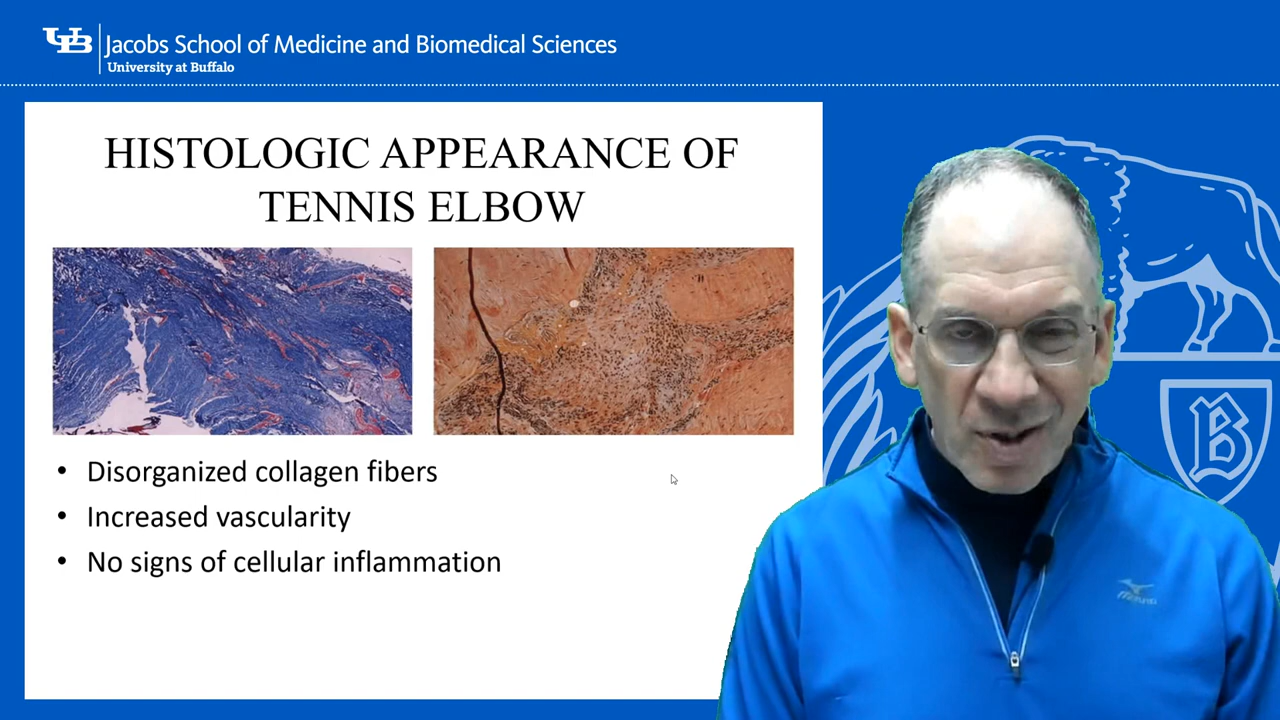 UB
Jacobs School of Medicine and Biomedical Sciences
University at Buffalo
HISTOLOGIC APPEARANCE OF
TENNIS ELBOW
• Disorganized collagen fibers
• Increased vascularity
• No signs of cellular inflammation
B